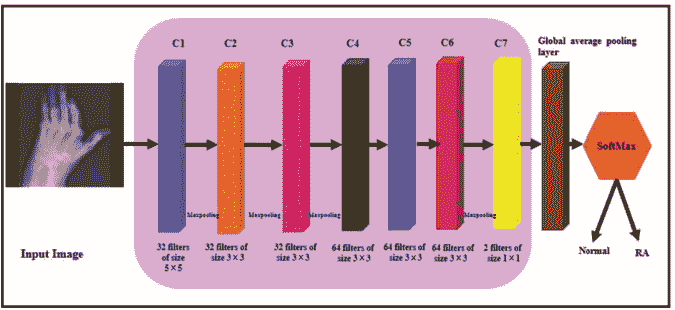 C1 C2 C3 C4 C5 C6 C7
Global average pooling
layer
SoftMax
Maxpooling Maxpooling Maxpooling Maxpooling
32 filters
of size
5×5
32 filters of
size 3×3
32 filters of
size 3×3
64 filters of
size 3×3
64 filters of
size 3×3
64 filters of
size 3×3
2 filters of
size 1×1
Input Image
Normal
RA